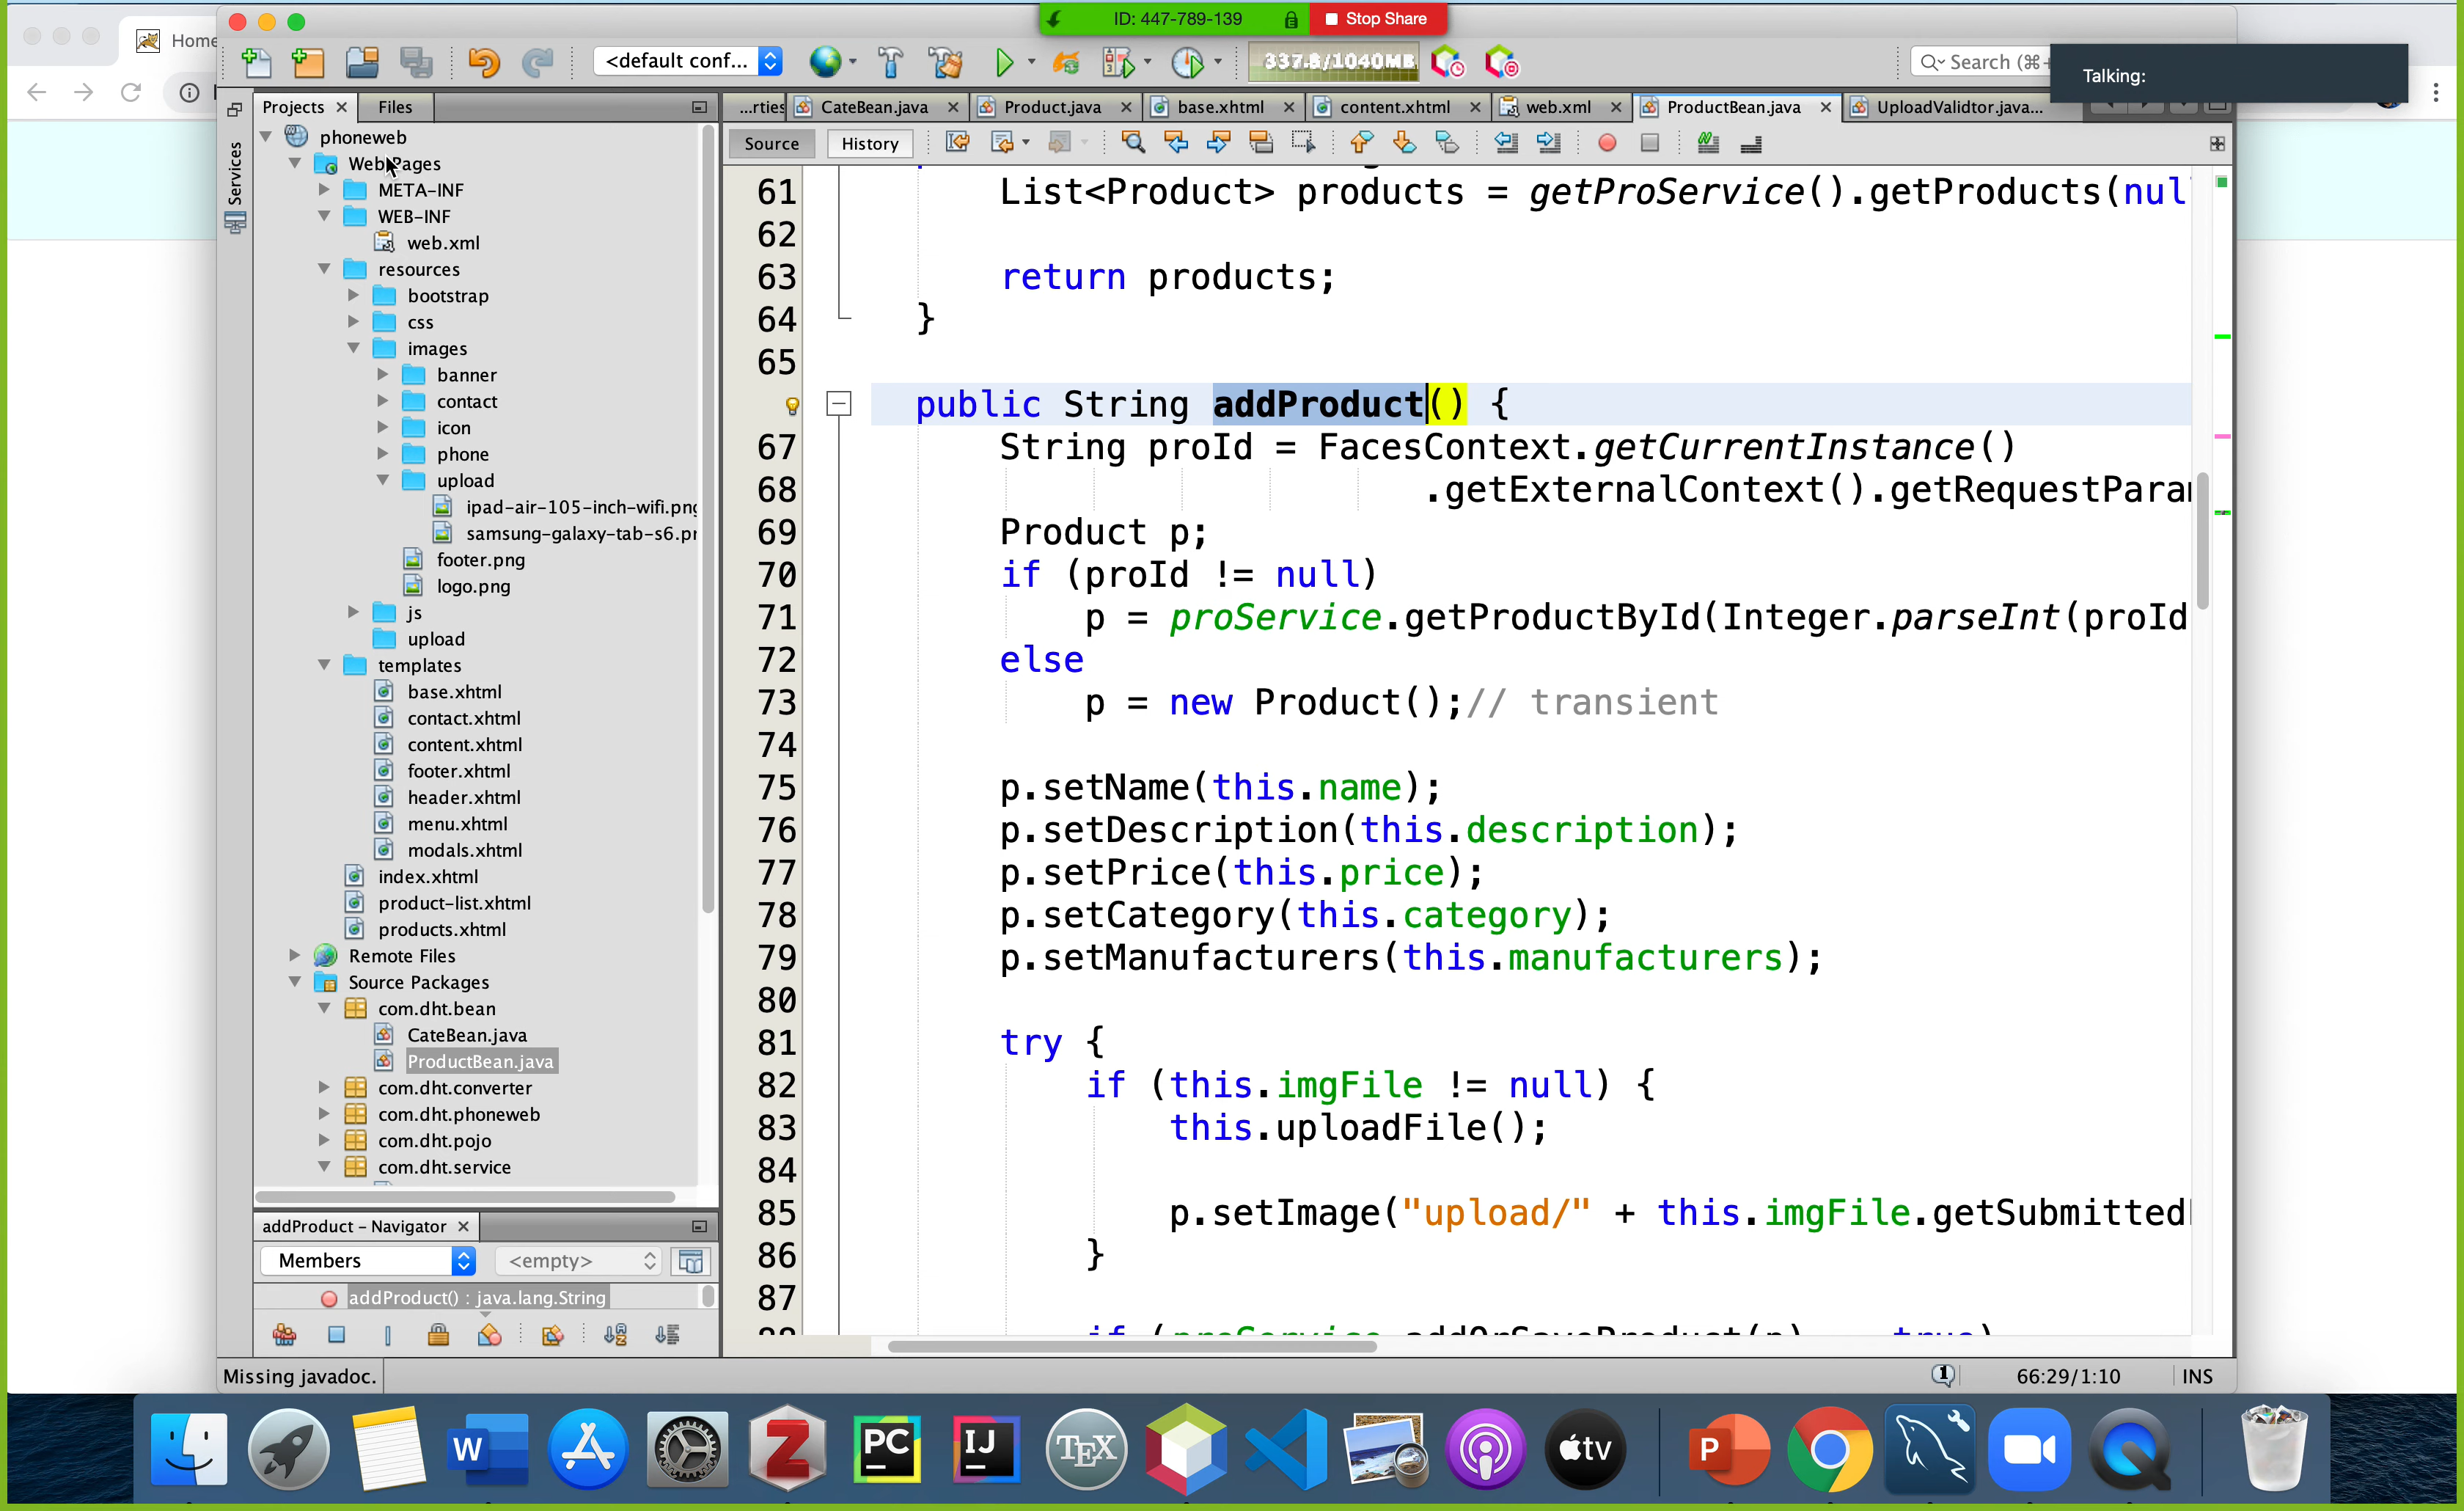 ID: 447-789-139
Stop Share
Home
<default conf...
337.8/1040MB
Search (⌘+
Talking:
Projects
Files
...rties
CateBean.java
Product.java
base.xhtml
content.xhtml
web.xml
ProductBean.java
UploadValidtor.java...
Services
Source
History
phoneweb
Web Pages
META-INF
WEB-INF
web.xml
resources
bootstrap
css
images
banner
contact
icon
phone
upload
ipad-air-105-inch-wifi.png
samsung-galaxy-tab-s6.pr
footer.png
logo.png
js
upload
templates
base.xhtml
contact.xhtml
content.xhtml
footer.xhtml
header.xhtml
menu.xhtml
modals.xhtml
index.xhtml
product-list.xhtml
products.xhtml
Remote Files
Source Packages
com.dht.bean
CateBean.java
ProductBean.java
com.dht.converter
com.dht.phoneweb
com.dht.pojo
com.dht.service
addProduct - Navigator
Members
<empty>
addProduct() : java.lang.String
61 List<Product> products = getProService().getProducts(nul
62
63 return products;
64 }
65
public String addProduct() {
67 String proId = FacesContext.getCurrentInstance()
68 .getExternalContext().getRequestPara
69 Product p;
70 if (proId != null)
71 p = proService.getProductById(Integer.parseInt(proId
72 else
73 p = new Product();// transient
74
75 p.setName(this.name);
76 p.setDescription(this.description);
77 p.setPrice(this.price);
78 p.setCategory(this.category);
79 p.setManufacturers(this.manufacturers);
80
81 try {
82 if (this.imgFile != null) {
83 this.uploadFile();
84
85 p.setImage("upload/" + this.imgFile.getSubmitted
86 }
87
Missing javadoc.
1
66:29/1:10
INS
W
Z
PC
IJ
TEX
tv
P